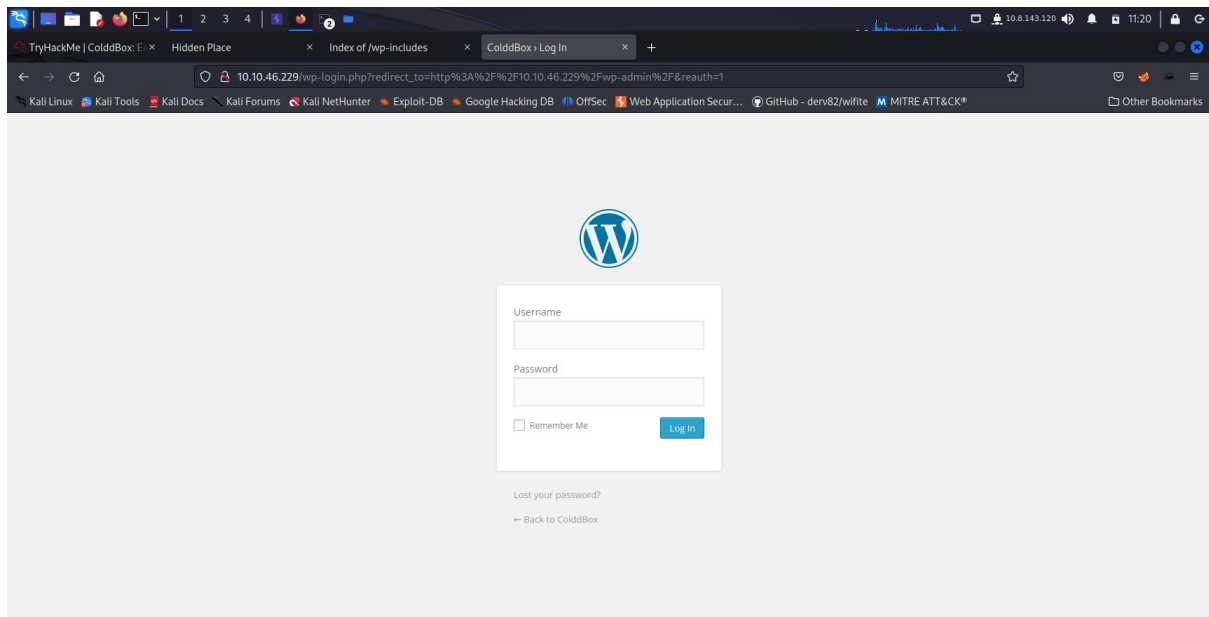 1 2 3 4 2 10.8.143.120 11:20
TryHackMe | ColddBox: Ea × Hidden Place × Index of /wp-includes × ColddBox › Log In × +
10.10.46.229/wp-login.php?redirect_to=http%3A%2F%2F10.10.46.229%2Fwp-admin%2F&reauth=1
Kali Linux Kali Tools Kali Docs Kali Forums Kali NetHunter Exploit-DB Google Hacking DB OffSec Web Application Secur... GitHub - derv82/wifite MITRE ATT&CK® Other Bookmarks
Username
Password
Remember Me Log In
Lost your password?
← Back to ColddBox